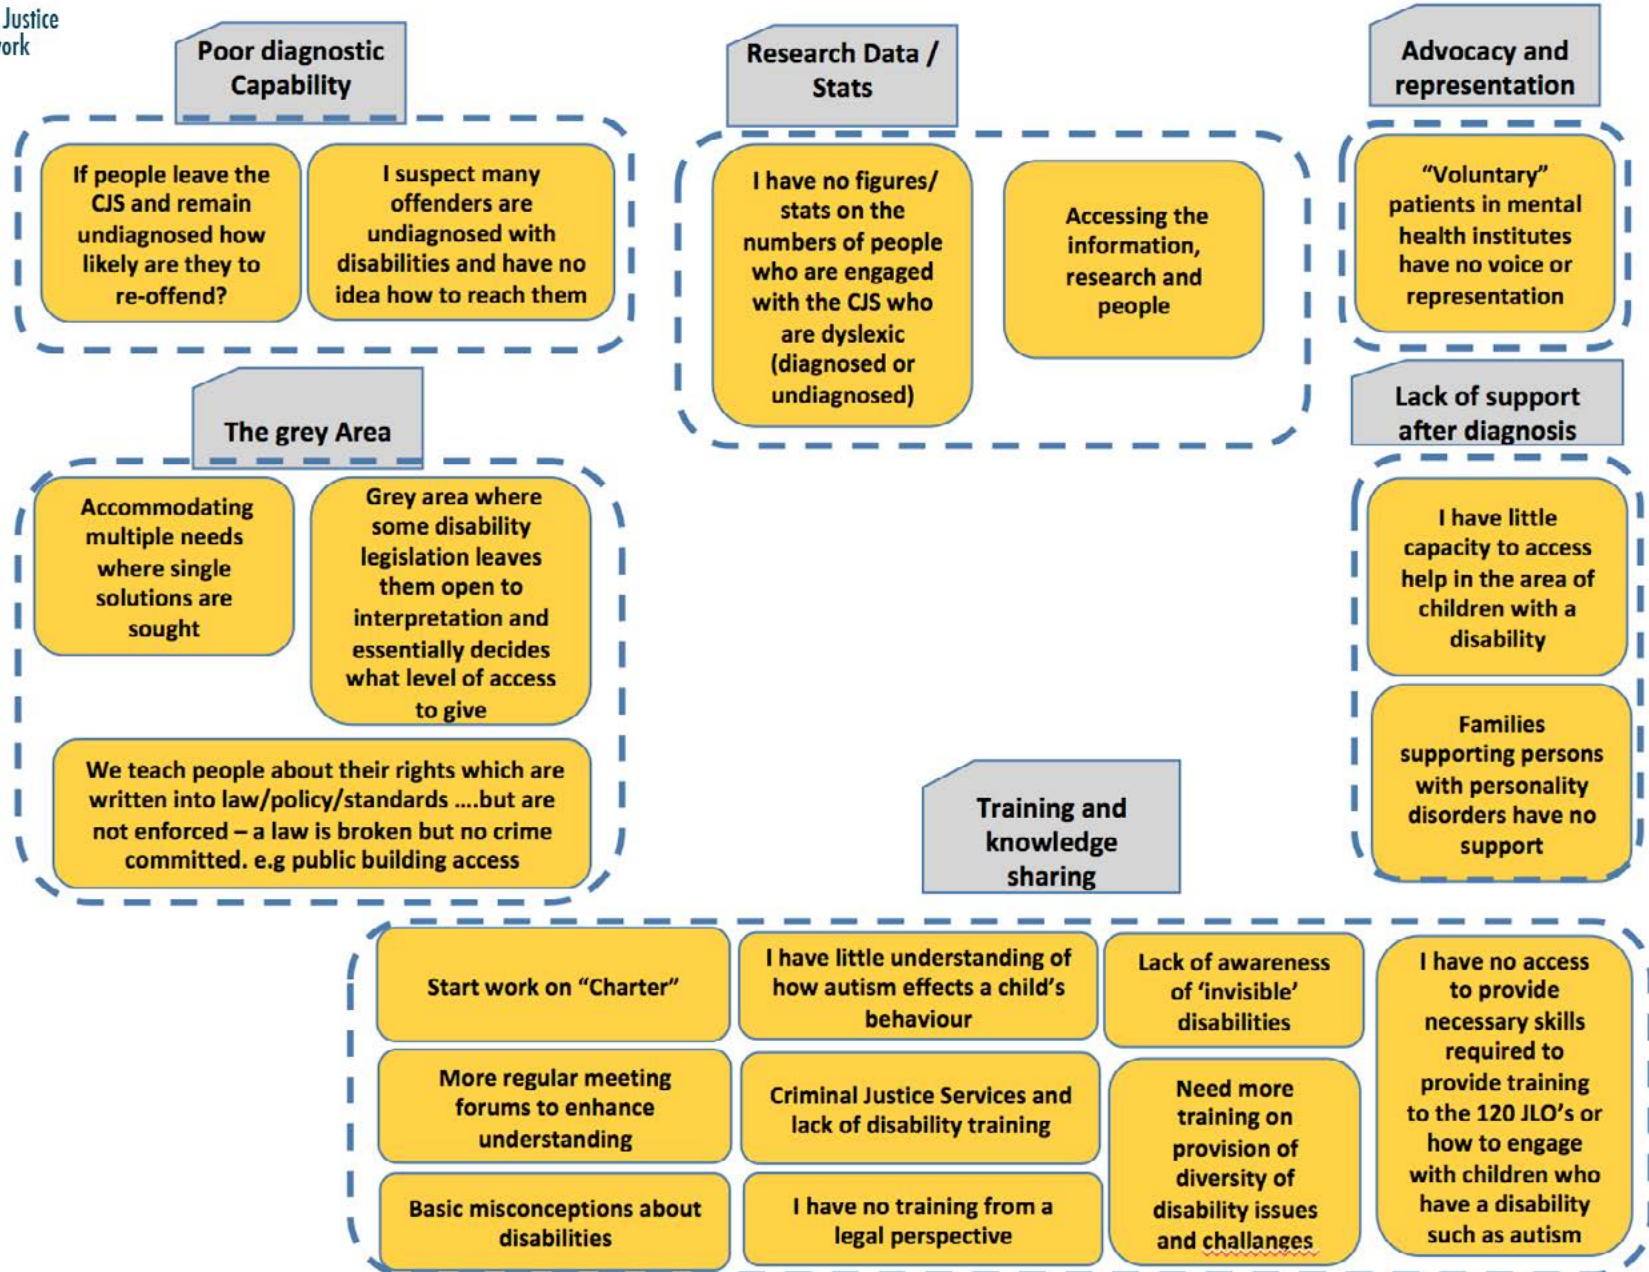 Justice
work
Poor diagnostic
Capability
If people leave the
CJS and remain
undiagnosed how
likely are they to
re-offend?
I suspect many
offenders are
undiagnosed with
disabilities and have no
idea how to reach them
Research Data /
Stats
I have no figures/
stats on the
numbers of people
who are engaged
with the CJS who
are dyslexic
(diagnosed or
undiagnosed)
Accessing the
information,
research and
people
Advocacy and
representation
“Voluntary”
patients in mental
health institutes
have no voice or
representation
The grey Area
Accommodating
multiple needs
where single
solutions are
sought
Grey area where
some disability
legislation leaves
them open to
interpretation and
essentially decides
what level of access
to give
We teach people about their rights which are
written into law/policy/standards ....but are
not enforced – a law is broken but no crime
committed. e.g public building access
Lack of support
after diagnosis
I have little
capacity to access
help in the area of
children with a
disability
Families
supporting persons
with personality
disorders have no
support
Training and
knowledge
sharing
Start work on “Charter”
More regular meeting
forums to enhance
understanding
Basic misconceptions about
disabilities
I have little understanding of
how autism effects a child’s
behaviour
Criminal Justice Services and
lack of disability training
I have no training from a
legal perspective
Lack of awareness
of ‘invisible’
disabilities
Need more
training on
provision of
diversity of
disability issues
and challanges
I have no access
to provide
necessary skills
required to
provide training
to the 120 JLO’s or
how to engage
with children who
have a disability
such as autism